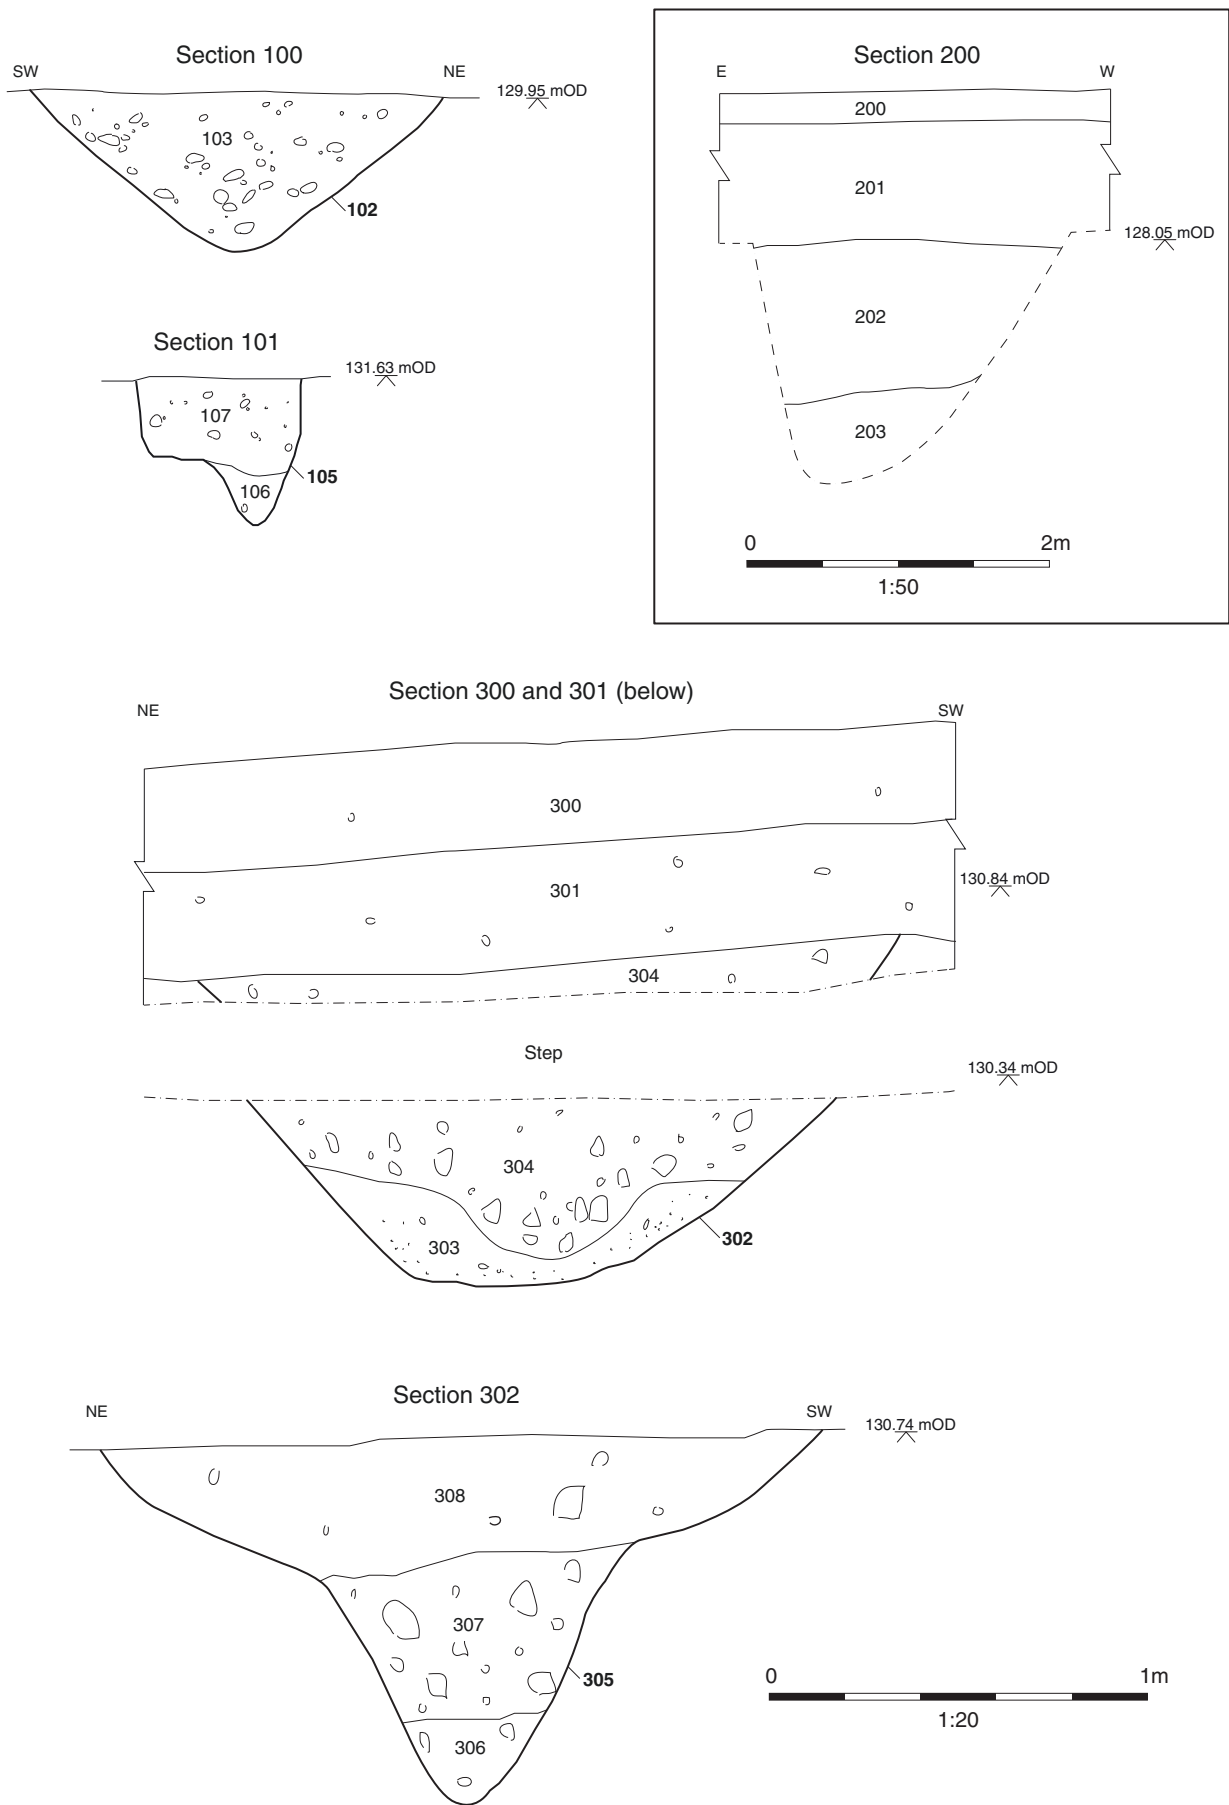 Section 100
SW
NE
129.95 mOD
103
102
Section 101
131.63 mOD
107
105
106
Section 200
E
W
200
201
128.05 mOD
202
203
0
2m
1:50
Section 300 and 301 (below)
NE
SW
300
130.84 mOD
301
304
Step
130.34 mOD
304
303
302
Section 302
NE
SW
130.74 mOD
308
307
305
306
0
1m
1:20